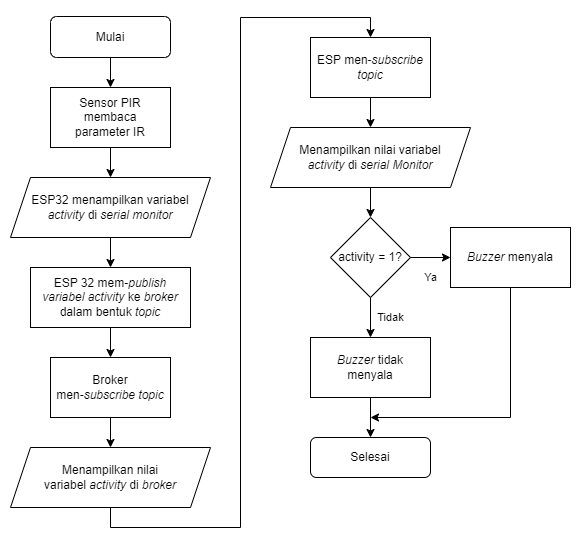 Mulai
Sensor PIR
membaca
parameter IR
ESP32 menampilkan variabel
activity di serial monitor
ESP 32 mem-publish
variabel activity ke broker
dalam bentuk topic
Broker
men-subscribe topic
Menampilkan nilai
variabel activity di broker
ESP men-subscribe
topic
Menampilkan nilai variabel
activity di serial Monitor
activity = 1?
Ya
Buzzer menyala
Tidak
Buzzer tidak
menyala
Selesai